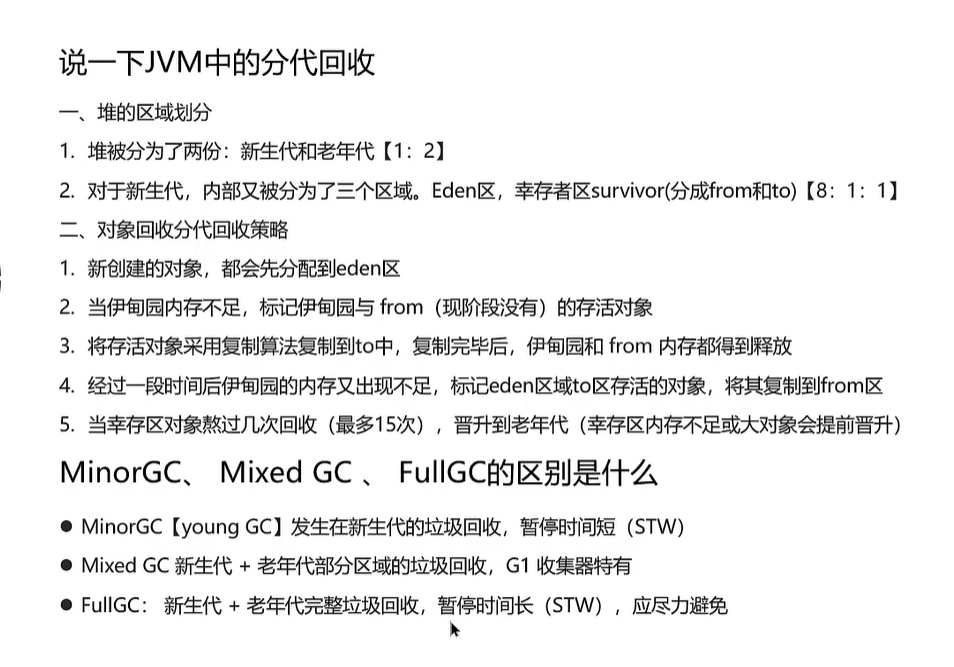 说一下JVM中的分代回收
一、堆的区域划分
1. 堆被分为了两份：新生代和老年代【1：2】
2. 对于新生代，内部又被分为了三个区域。Eden区，幸存者区survivor(分成from和to)【8：1：1】
二、对象回收分代回收策略
1. 新创建的对象，都会先分配到eden区
2. 当伊甸园内存不足，标记伊甸园与 from（现阶段没有）的存活对象
3. 将存活对象采用复制算法复制到to中，复制完毕后，伊甸园和 from 内存都得到释放
4. 经过一段时间后伊甸园的内存又出现不足，标记eden区域to区存活的对象，将其复制到from区
5. 当幸存区对象熬过几次回收（最多15次），晋升到老年代（幸存区内存不足或大对象会提前晋升）
MinorGC、 Mixed GC 、 FullGC的区别是什么
● MinorGC【young GC】发生在新生代的垃圾回收，暂停时间短（STW）
● Mixed GC 新生代 + 老年代部分区域的垃圾回收，G1 收集器特有
● FullGC： 新生代 + 老年代完整垃圾回收，暂停时间长（STW），应尽力避免